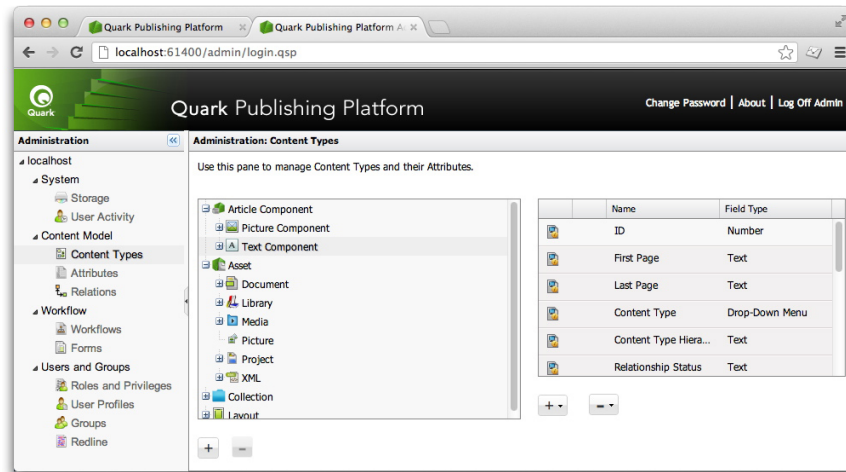 Quark Publishing Platform
Quark Publishing Platform A
localhost:61400/admin/login.qsp
Quark
Quark Publishing Platform
Change Password | About | Log Off Admin
Administration
localhost
System
Storage
User Activity
Content Model
Content Types
Attributes
Relations
Workflow
Workflows
Forms
Users and Groups
Roles and Privileges
User Profiles
Groups
Redline
Administration: Content Types
Use this pane to manage Content Types and their Attributes.
Article Component
Picture Component
A Text Component
Asset
Document
Library
Media
Picture
Project
XML
Collection
Layout
Name Field Type
ID Number
First Page Text
Last Page Text
Content Type Drop-Down Menu
Content Type Hiera... Text
Relationship Status Text